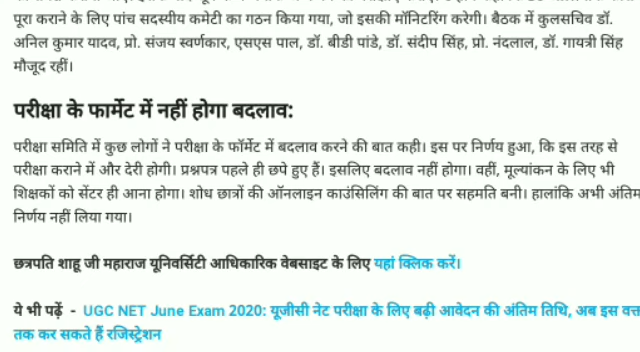 पूरा कराने के लिए पांच सदस्यीय कमेटी का गठन किया गया, जो इसकी मॉनिटरिंग करेगी। बैठक में कुलसचिव डॉ.
अनिल कुमार यादव, प्रो. संजय स्वर्णकार, एसएस पाल, डॉ. बीडी पांडे, डॉ. संदीप सिंह, प्रो. नंदलाल, डॉ. गायत्री सिंह
मौजूद रहीं।
परीक्षा के फार्मेट में नहीं होगा बदलाव:
परीक्षा समिति में कुछ लोगों ने परीक्षा के फॉर्मेट में बदलाव करने की बात कही। इस पर निर्णय हुआ, कि इस तरह से
परीक्षा कराने में और देरी होगी। प्रश्नपत्र पहले ही छपे हुए हैं। इसलिए बदलाव नहीं होगा। वहीं, मूल्यांकन के लिए भी
शिक्षकों को सेंटर ही आना होगा। शोध छात्रों की ऑनलाइन काउंसिलिंग की बात पर सहमति बनी। हालांकि अभी अंतिम
निर्णय नहीं लिया गया।
छत्रपति शाहू जी महाराज यूनिवर्सिटी आधिकारिक वेबसाइट के लिए यहां क्लिक करें।
ये भी पढ़ें - UGC NET June Exam 2020: यूजीसी नेट परीक्षा के लिए बढ़ी आवेदन की अंतिम तिथि, अब इस वक्त
तक कर सकते हैं रजिस्ट्रेशन